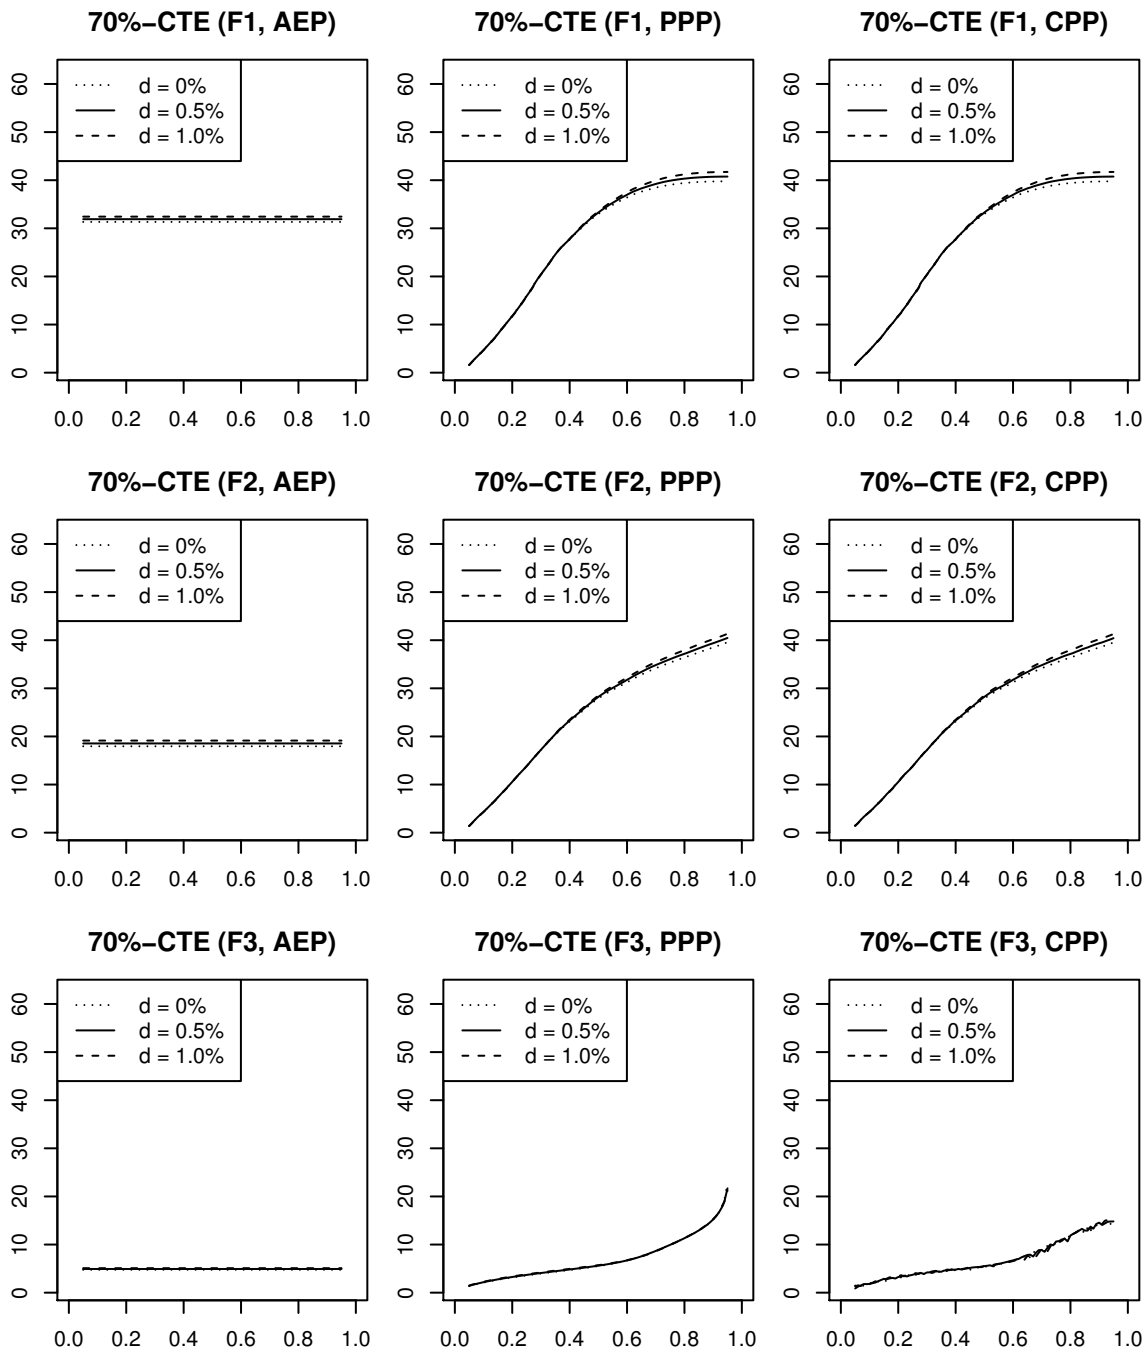 70%−CTE (F1, AEP)
d = 0%
d = 0.5%
d = 1.0%
60
50
40
30
20
10
0
0.0 0.2 0.4 0.6 0.8 1.0
70%−CTE (F1, PPP)
d = 0%
d = 0.5%
d = 1.0%
60
50
40
30
20
10
0
0.0 0.2 0.4 0.6 0.8 1.0
70%−CTE (F1, CPP)
d = 0%
d = 0.5%
d = 1.0%
60
50
40
30
20
10
0
0.0 0.2 0.4 0.6 0.8 1.0
70%−CTE (F2, AEP)
d = 0%
d = 0.5%
d = 1.0%
60
50
40
30
20
10
0
0.0 0.2 0.4 0.6 0.8 1.0
70%−CTE (F2, PPP)
d = 0%
d = 0.5%
d = 1.0%
60
50
40
30
20
10
0
0.0 0.2 0.4 0.6 0.8 1.0
70%−CTE (F2, CPP)
d = 0%
d = 0.5%
d = 1.0%
60
50
40
30
20
10
0
0.0 0.2 0.4 0.6 0.8 1.0
70%−CTE (F3, AEP)
d = 0%
d = 0.5%
d = 1.0%
60
50
40
30
20
10
0
0.0 0.2 0.4 0.6 0.8 1.0
70%−CTE (F3, PPP)
d = 0%
d = 0.5%
d = 1.0%
60
50
40
30
20
10
0
0.0 0.2 0.4 0.6 0.8 1.0
70%−CTE (F3, CPP)
d = 0%
d = 0.5%
d = 1.0%
60
50
40
30
20
10
0
0.0 0.2 0.4 0.6 0.8 1.0